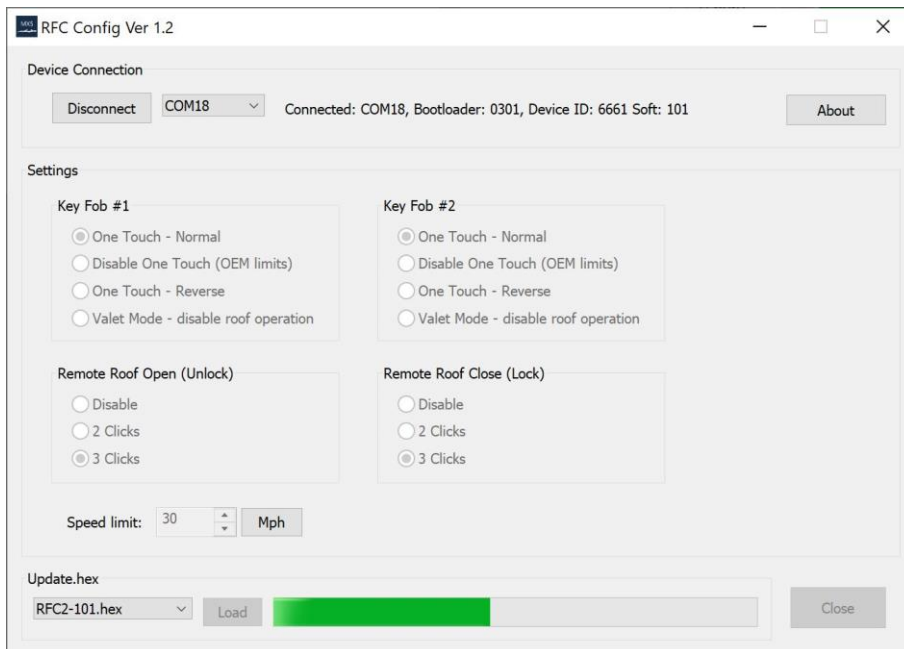 MXS
RFC Config Ver 1.2
Device Connection
Disconnect
COM18
Connected: COM18, Bootloader: 0301, Device ID: 6661 Soft: 101
About
Settings
Key Fob #1
One Touch - Normal
Disable One Touch (OEM limits)
One Touch - Reverse
Valet Mode - disable roof operation
Key Fob #2
One Touch - Normal
Disable One Touch (OEM limits)
One Touch - Reverse
Valet Mode - disable roof operation
Remote Roof Open (Unlock)
Disable
2 Clicks
3 Clicks
Remote Roof Close (Lock)
Disable
2 Clicks
3 Clicks
Speed limit:
30
Mph
Update.hex
RFC2-101.hex
Load
Close